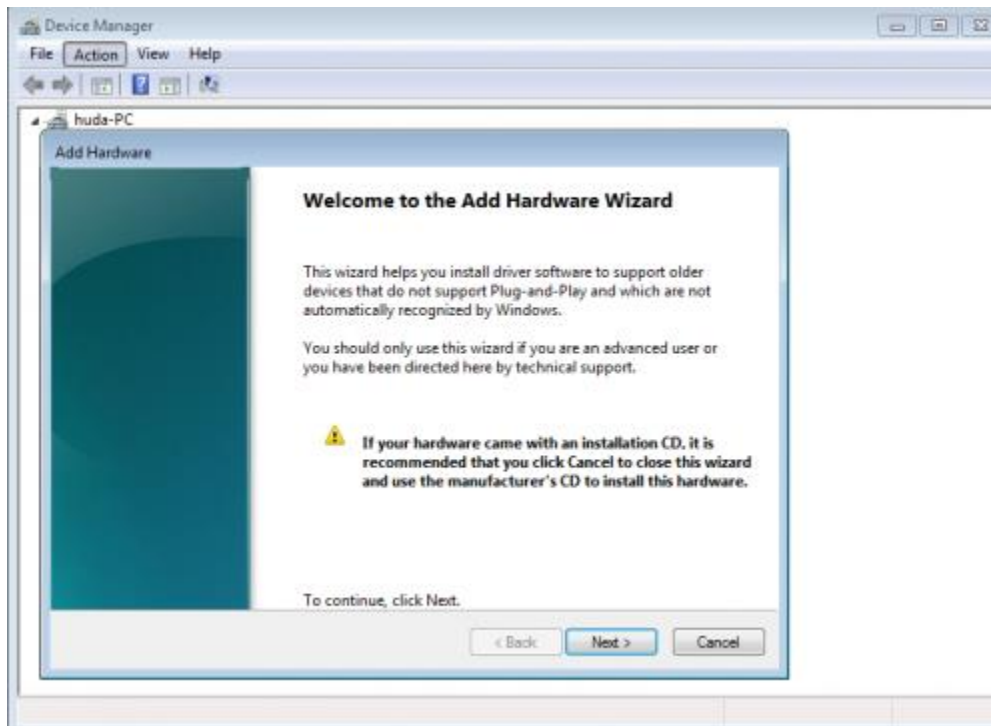 Device Manager
File Action View Help
huda-PC
Add Hardware
Welcome to the Add Hardware Wizard
This wizard helps you install driver software to support older
devices that do not support Plug-and-Play and which are not
automatically recognized by Windows.
You should only use this wizard if you are an advanced user or
you have been directed here by technical support.
If your hardware came with an installation CD, it is
recommended that you click Cancel to close this wizard
and use the manufacturer's CD to install this hardware.
To continue, click Next.
< Back Next > Cancel